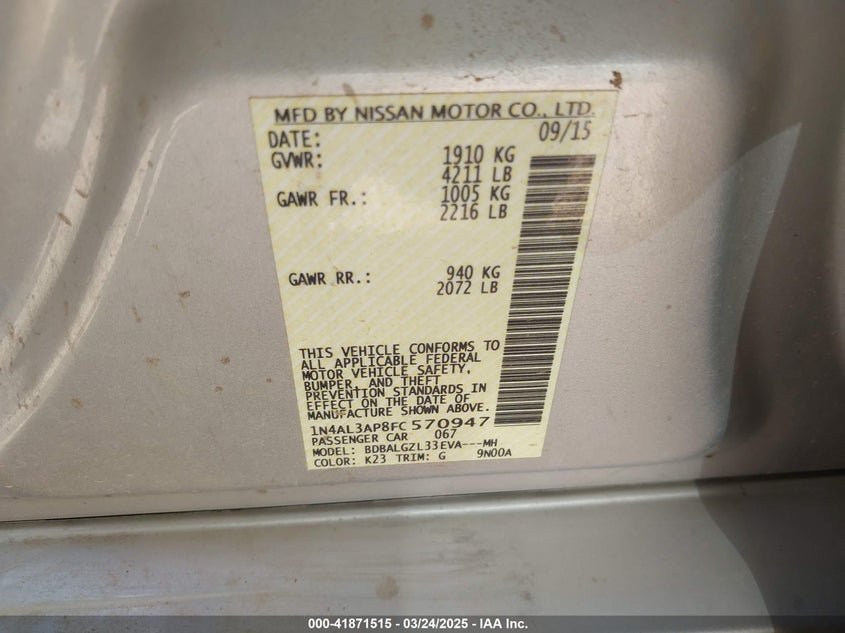 MFD BY NISSAN MOTOR CO., LTD.
DATE: 09/15
GVWR: 1910 KG
4211 LB
GAWR FR.: 1005 KG
2216 LB
GAWR RR.: 940 KG
2072 LB
THIS VEHICLE CONFORMS TO
ALL APPLICABLE FEDERAL
MOTOR VEHICLE SAFETY,
BUMPER, AND THEFT
PREVENTION STANDARDS IN
EFFECT ON THE DATE OF
MANUFACTURE SHOWN ABOVE.
1N4AL3AP8FC 570947
PASSENGER CAR 067
MODEL: BDBALGZL33EVA---MH
COLOR: K23 TRIM: G 9N00A
000-41871515 | 03/24/2025 | IAA Inc.